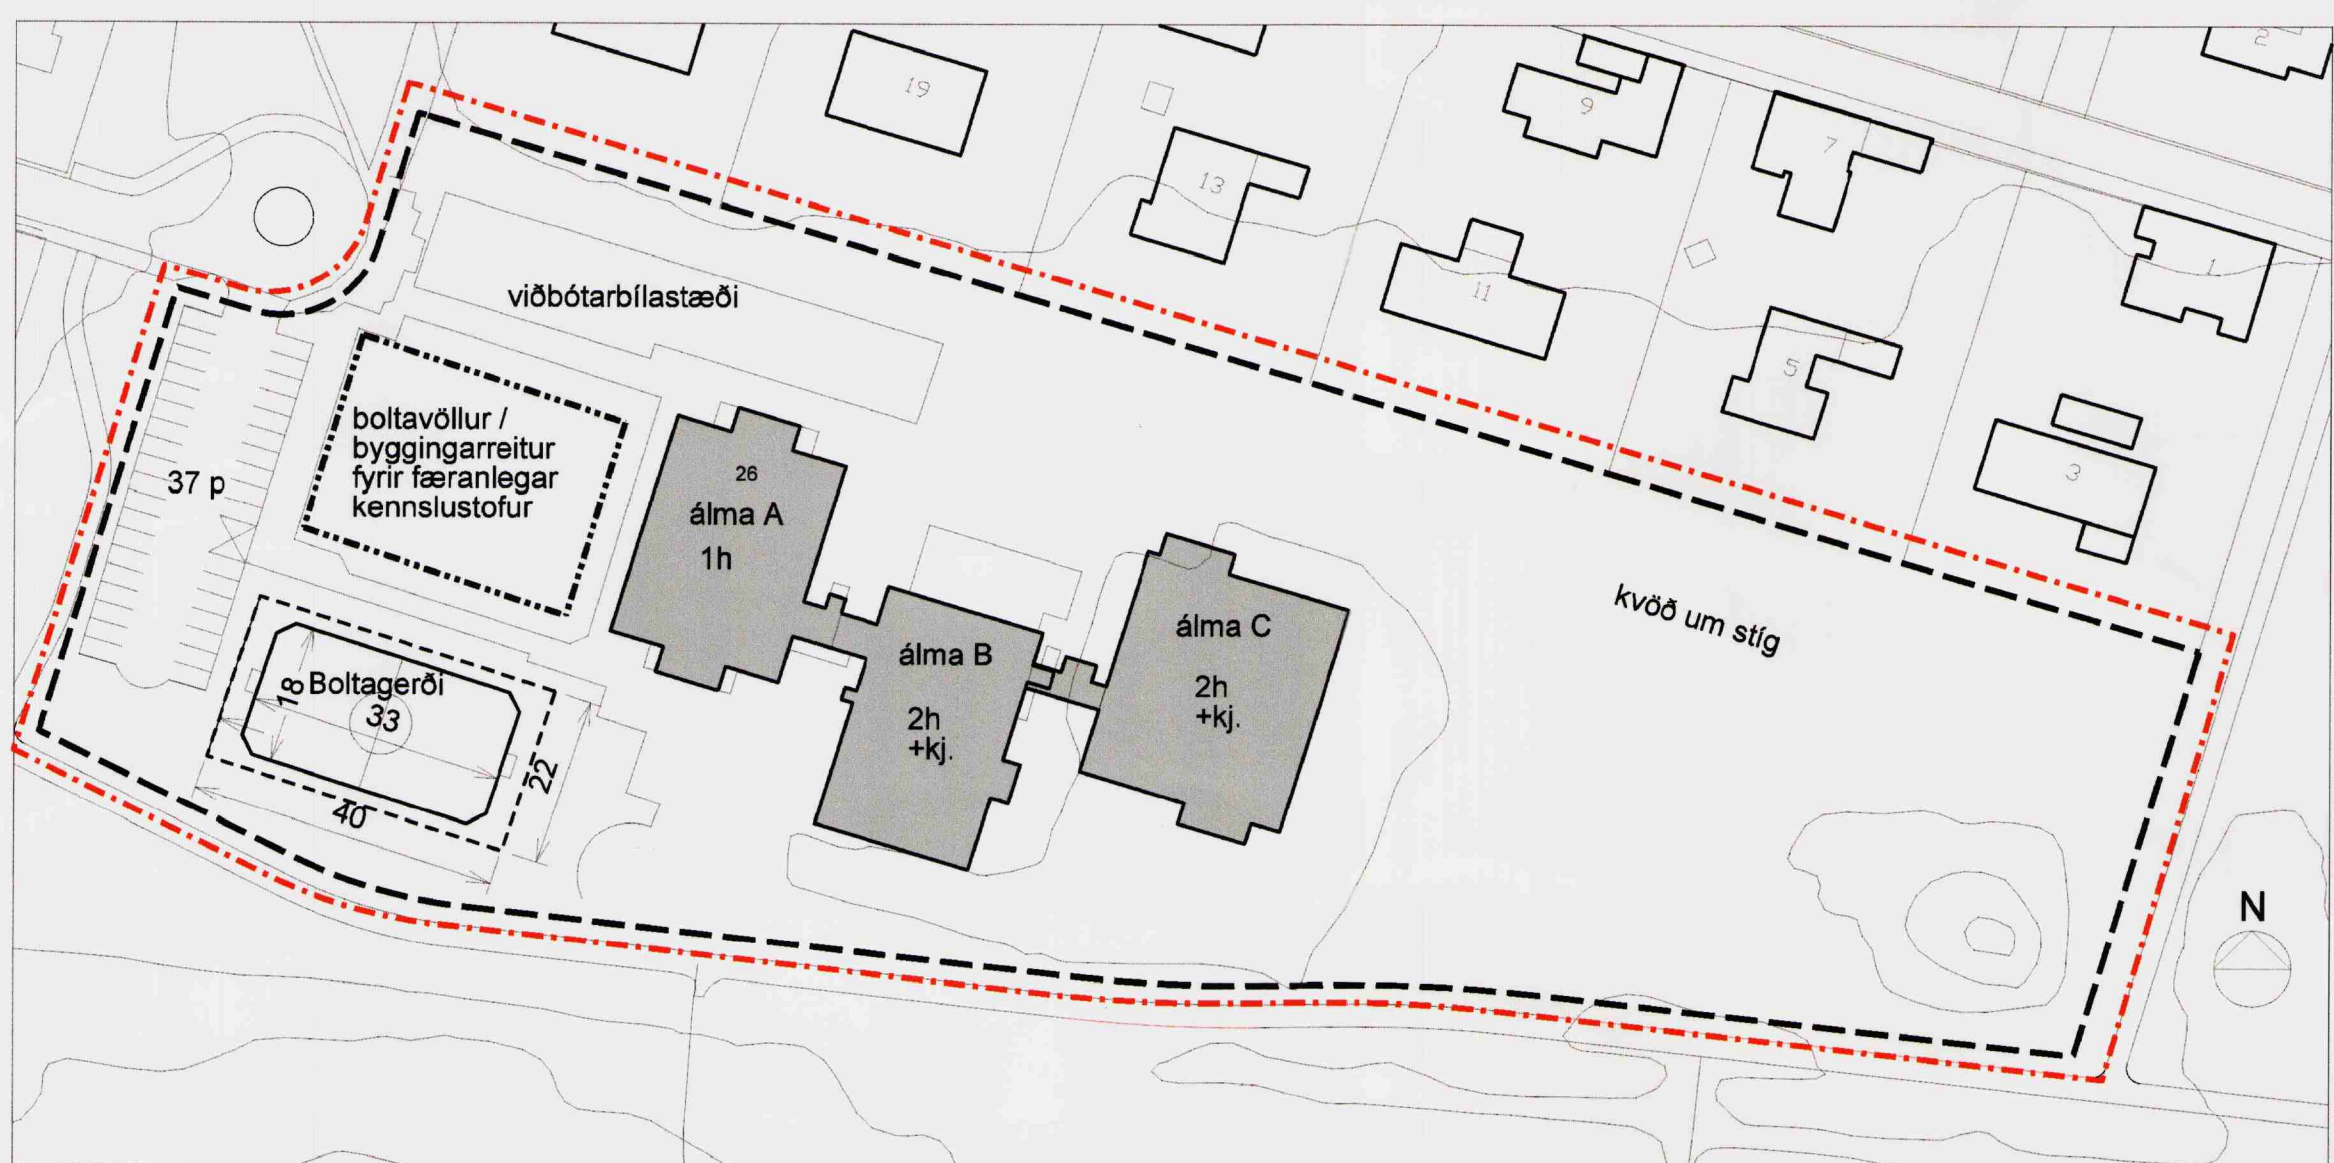 2
19
9
7
13
1
11
5
3
viðbótarbílastæði
boltavöllur /
byggingarreitur
fyrir færanlegar
kennslustofur
37 p
26
álma A
1h
álma B
2h
+kj.
álma C
2h
+kj.
kvöð um stíg
Boltagerði
18
33
22
40
N